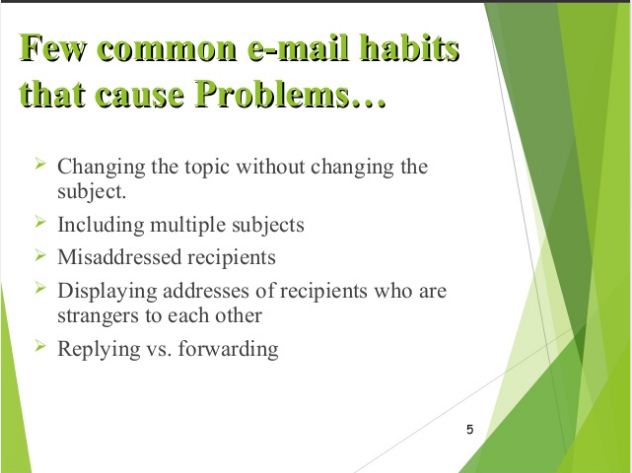 Few common e-mail habits
that cause Problems…
Changing the topic without changing the
subject.
Including multiple subjects
Misaddressed recipients
Displaying addresses of recipients who are
strangers to each other
Replying vs. forwarding
5